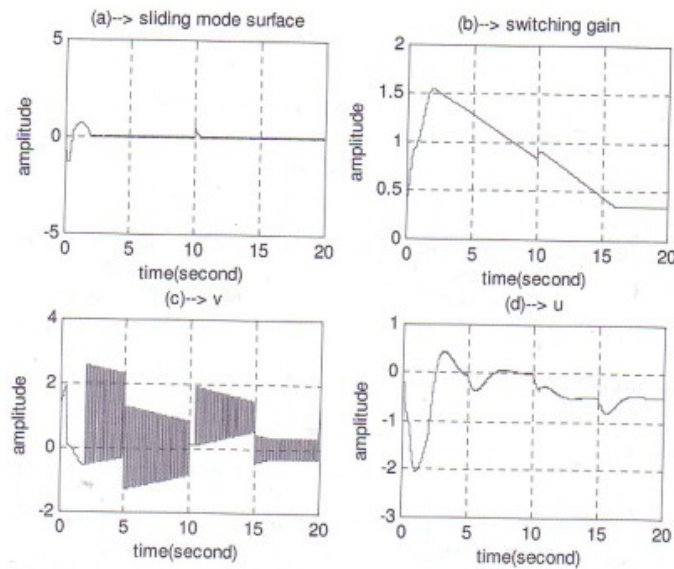 (a)--> sliding mode surface
5
0
-5
amplitude
0 5 10 15 20
time(second)
(b)--> switching gain
2
1.5
1
0.5
0
amplitude
0 5 10 15 20
time(second)
(c)--> v
4
2
0
-2
amplitude
0 5 10 15 20
time(second)
(d)--> u
1
0
-1
-2
-3
amplitude
0 5 10 15 20
time(second)